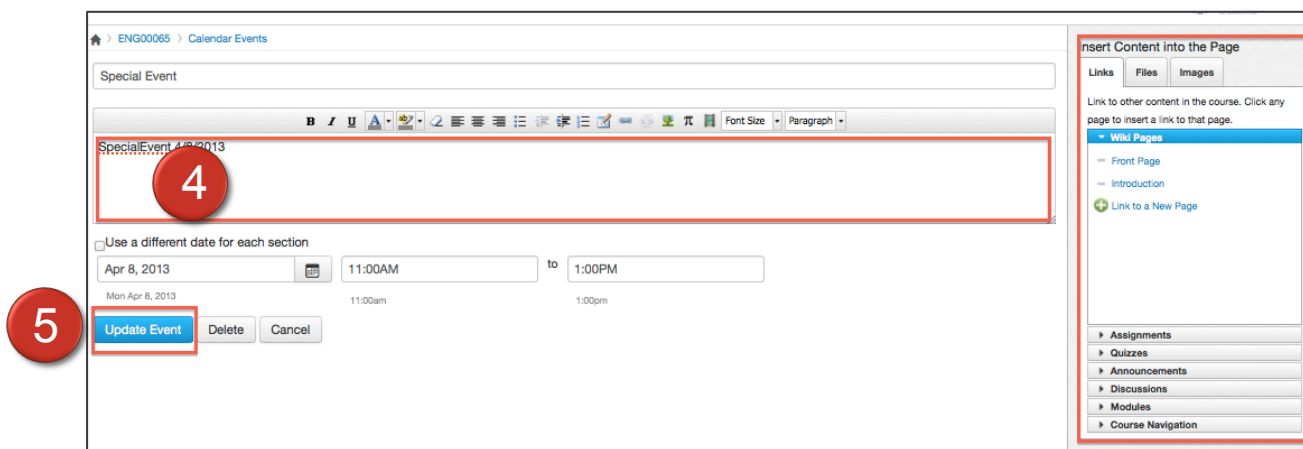 ENG00065 > Calendar Events
Special Event
B I U A Font Size Paragraph
SpecialEvent 4/8/2013
4
Use a different date for each section
Apr 8, 2013 11:00AM to 1:00PM
Mon Apr 8, 2013 11:00am 1:00pm
5
Update Event Delete Cancel
nsert Content into the Page
Links Files Images
Link to other content in the course. Click any
page to insert a link to that page.
Wiki Pages
Front Page
Introduction
Link to a New Page
Assignments
Quizzes
Announcements
Discussions
Modules
Course Navigation